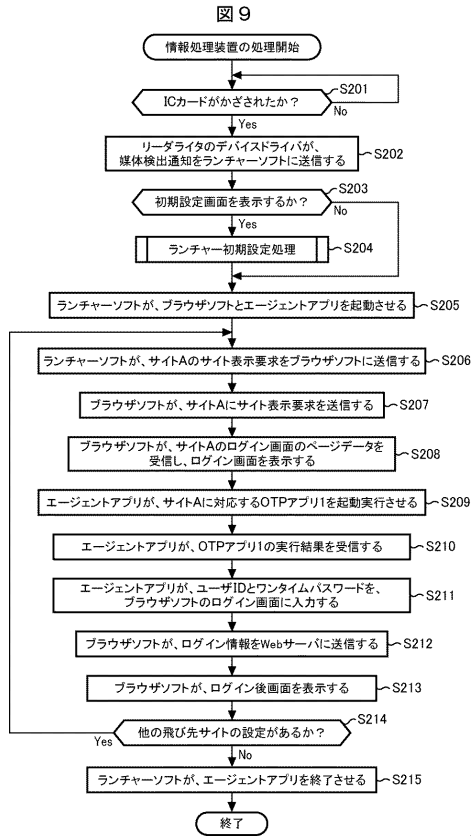 図９
情報処理装置の処理開始
S201
ICカードがかざされたか？
No
Yes
リーダライタのデバイスドライバが、
媒体検出通知をランチャーソフトに送信する
S202
S203
初期設定画面を表示するか？
No
Yes
ランチャー初期設定処理
S204
ランチャーソフトが、ブラウザソフトとエージェントアプリを起動させる
S205
ランチャーソフトが、サイトAのサイト表示要求をブラウザソフトに送信する
S206
ブラウザソフトが、サイトAにサイト表示要求を送信する
S207
ブラウザソフトが、サイトAのログイン画面のページデータを
受信し、ログイン画面を表示する
S208
エージェントアプリが、サイトAに対応するOTPアプリ1を起動実行させる
S209
エージェントアプリが、OTPアプリ1の実行結果を受信する
S210
エージェントアプリが、ユーザIDとワンタイムパスワードを、
ブラウザソフトのログイン画面に入力する
S211
ブラウザソフトが、ログイン情報をWebサーバに送信する
S212
ブラウザソフトが、ログイン後画面を表示する
S213
S214
他の飛び先サイトの設定があるか？
Yes
No
ランチャーソフトが、エージェントアプリを終了させる
S215
終了